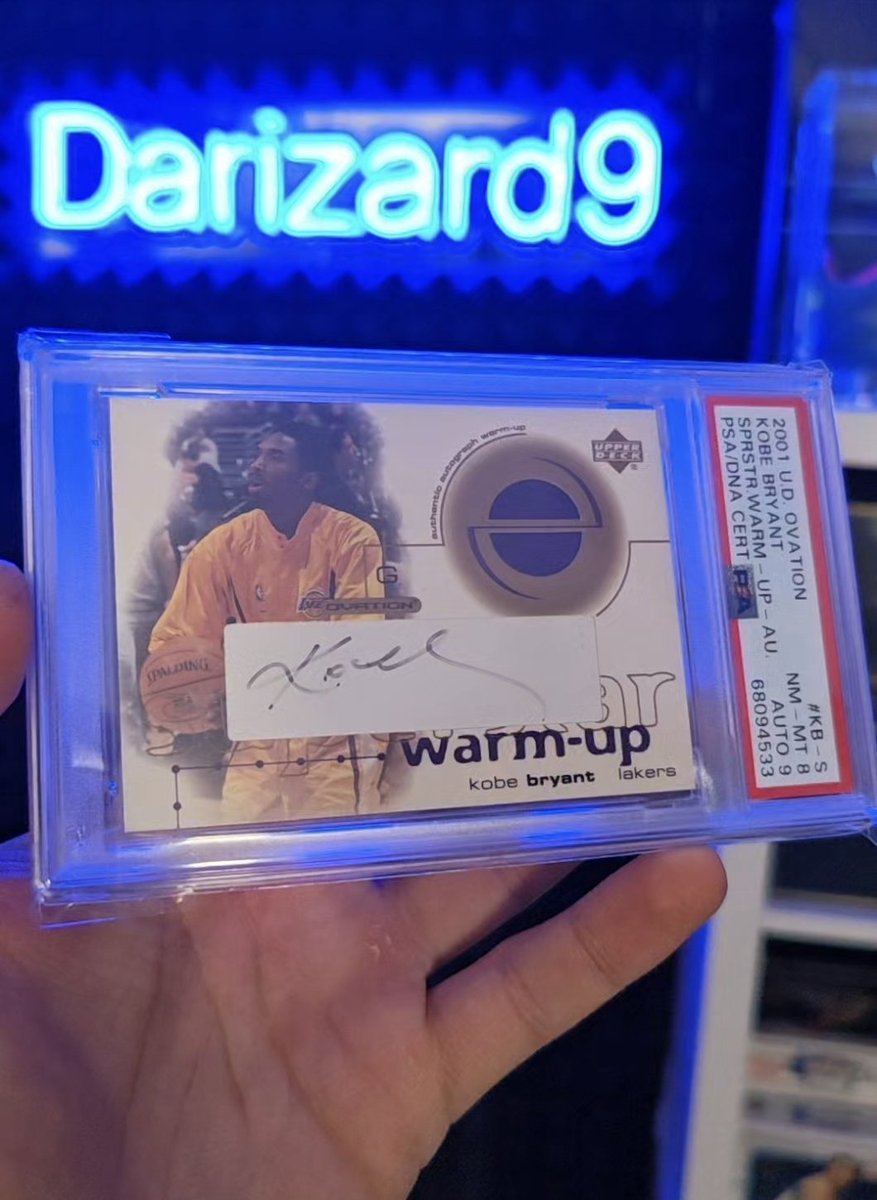 Darizard9
authentic autograph warm-up
UPPER
DECK
G
OVATION
SPALDING
warm-up
kobe bryant lakers
2001 U.D. OVATION #KB-S
KOBE BRYANT NM-MT 8
SPRSTR.WARM-UP-AU. AUTO 9
PSA/DNA CERT 68094533
PSA